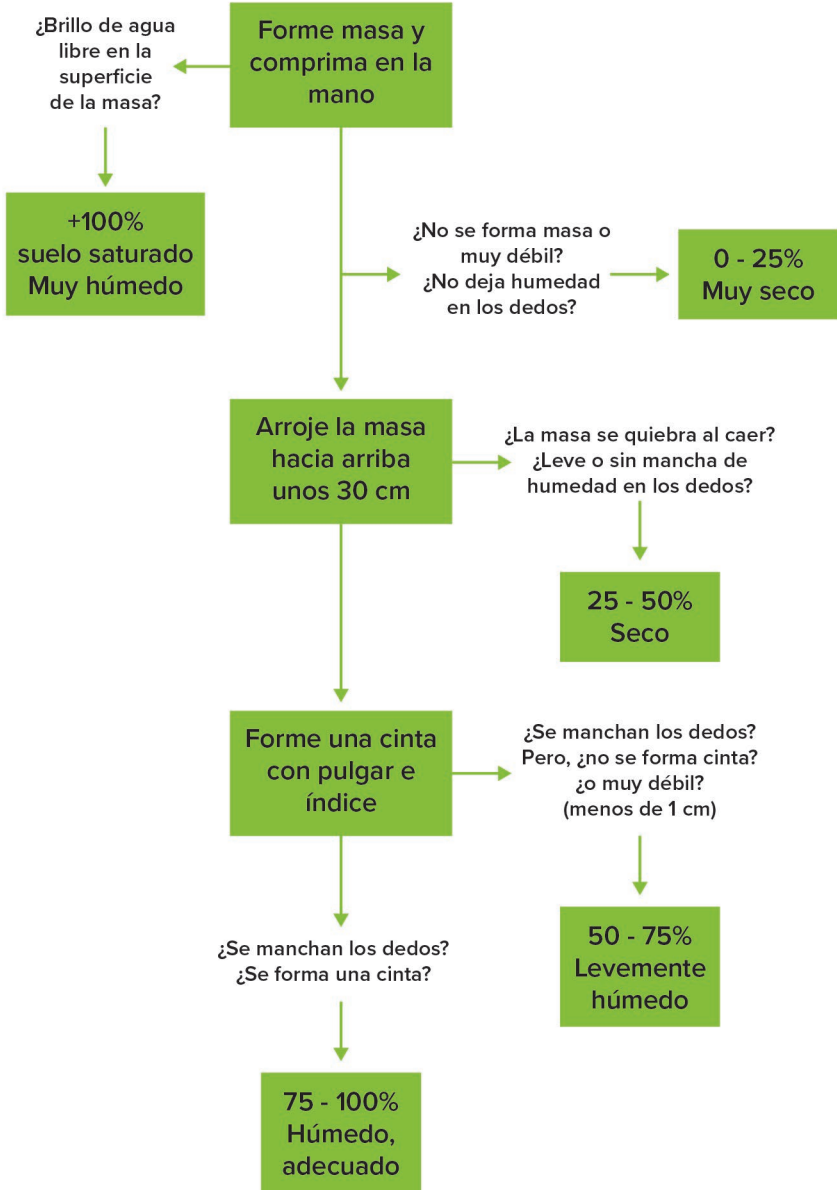 ¿Brillo de agua
libre en la
superficie
de la masa?
Forme masa y
comprima en la
mano
+100%
suelo saturado
Muy húmedo
¿No se forma masa o
muy débil?
¿No deja humedad
en los dedos?
0 - 25%
Muy seco
Arroje la masa
hacia arriba
unos 30 cm
¿La masa se quiebra al caer?
¿Leve o sin mancha de
humedad en los dedos?
25 - 50%
Seco
Forme una cinta
con pulgar e
índice
¿Se manchan los dedos?
Pero, ¿no se forma cinta?
¿o muy débil?
(menos de 1 cm)
50 - 75%
Levemente
húmedo
¿Se manchan los dedos?
¿Se forma una cinta?
75 - 100%
Húmedo,
adecuado